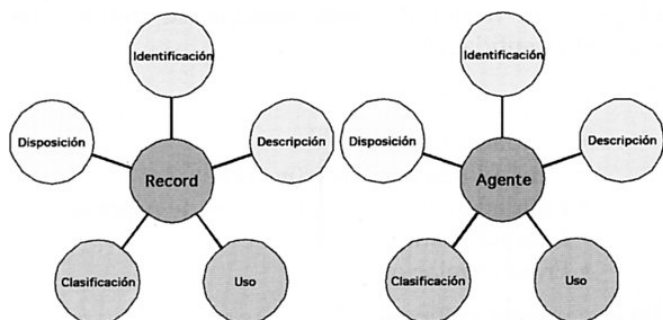 Identificación
Disposición
Descripción
Record
Clasificación
Uso
Identificación
Disposición
Descripción
Agente
Clasificación
Uso